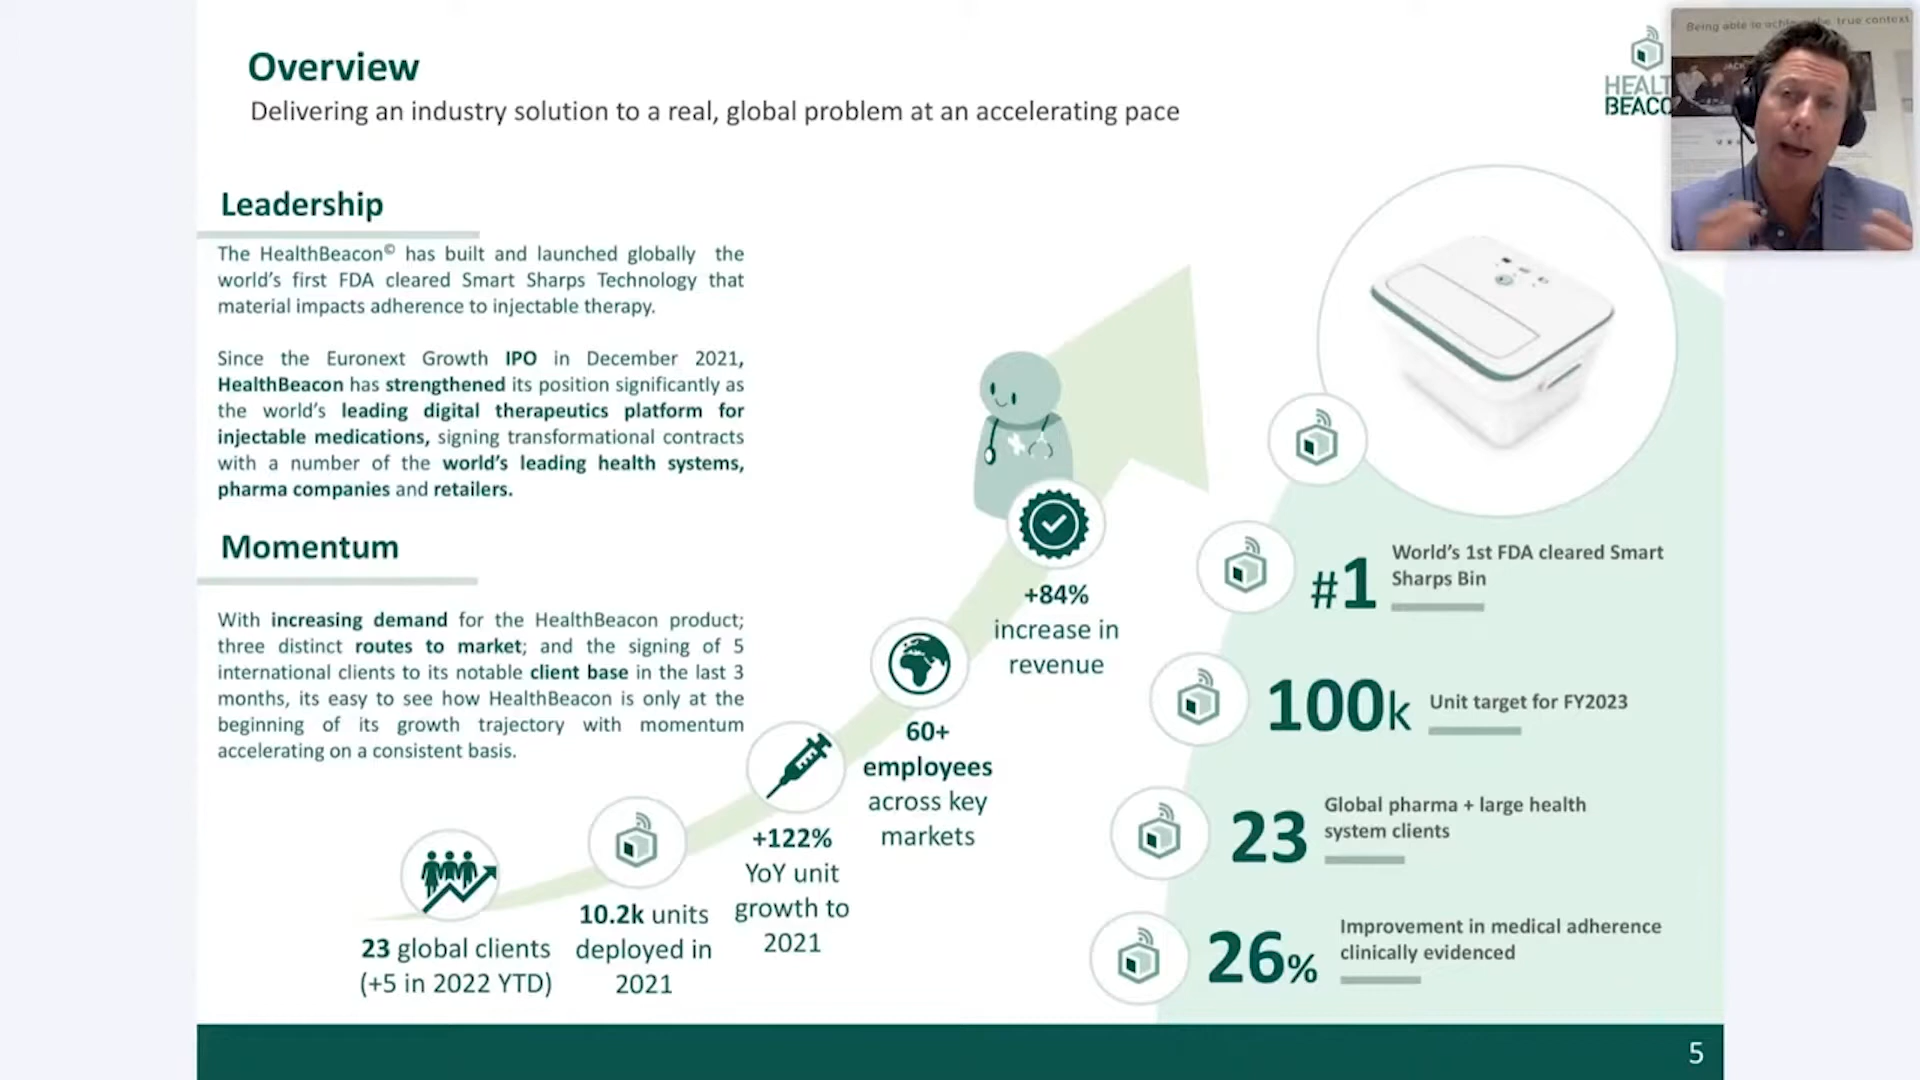 Overview
Delivering an industry solution to a real, global problem at an accelerating pace
HEALT
BEACO
Being able to the true context
JACK
Leadership
The HealthBeacon© has built and launched globally the
world's first FDA cleared Smart Sharps Technology that
material impacts adherence to injectable therapy.
Since the Euronext Growth IPO in December 2021,
HealthBeacon has strengthened its position significantly as
the world's leading digital therapeutics platform for
injectable medications, signing transformational contracts
with a number of the world's leading health systems,
pharma companies and retailers.
Momentum
With increasing demand for the HealthBeacon product;
three distinct routes to market; and the signing of 5
international clients to its notable client base in the last 3
months, its easy to see how HealthBeacon is only at the
beginning of its growth trajectory with momentum
accelerating on a consistent basis.
23 global clients
(+5 in 2022 YTD)
10.2k units
deployed in
2021
+122%
YoY unit
growth to
2021
60+
employees
across key
markets
+84%
increase in
revenue
#1
World's 1st FDA cleared Smart
Sharps Bin
100k
Unit target for FY2023
23
Global pharma + large health
system clients
26%
Improvement in medical adherence
clinically evidenced
5